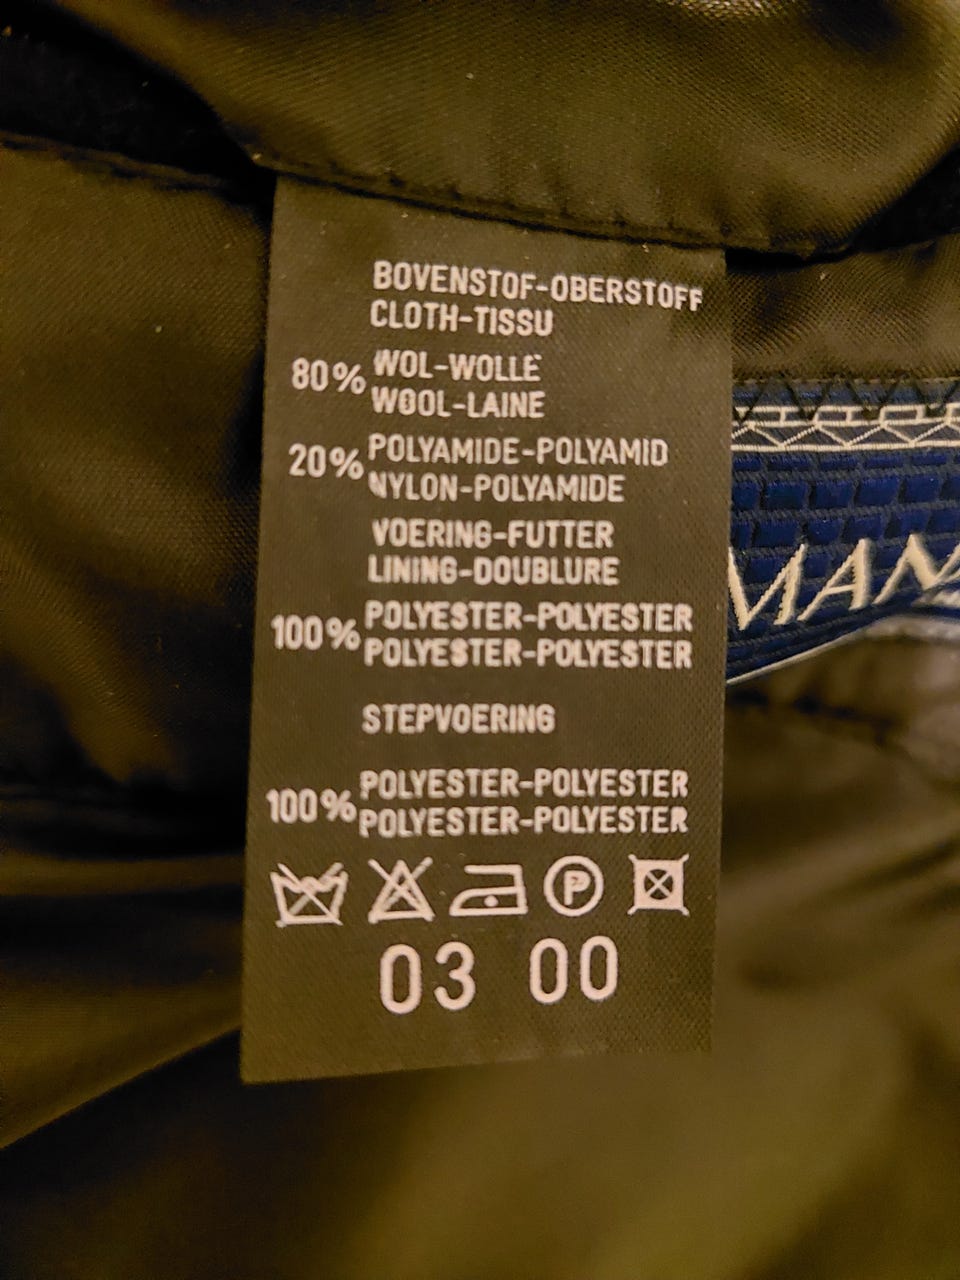 BOVENSTOF-OBERSTOFF
CLOTH-TISSU
80% WOL-WOLLE
WOOL-LAINE
20% POLYAMIDE-POLYAMID
NYLON-POLYAMIDE
VOERING-FUTTER
LINING-DOUBLURE
100% POLYESTER-POLYESTER
POLYESTER-POLYESTER
STEPVOERING
100% POLYESTER-POLYESTER
POLYESTER-POLYESTER
P
03 00